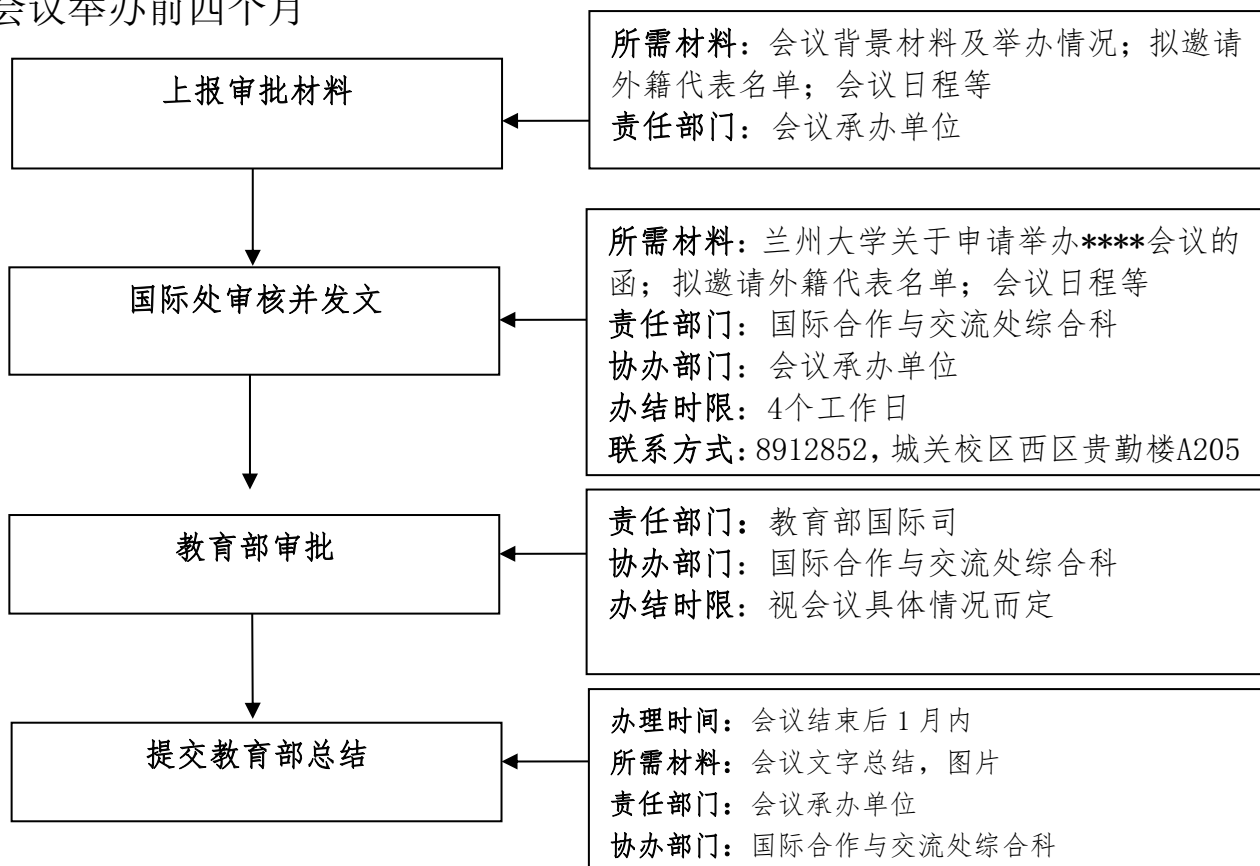 会议举办前四个月
上报审批材料
所需材料：会议背景材料及举办情况；拟邀请
外籍代表名单；会议日程等
责任部门：会议承办单位
国际处审核并发文
所需材料：兰州大学关于申请举办****会议的
函；拟邀请外籍代表名单；会议日程等
责任部门：国际合作与交流处综合科
协办部门：会议承办单位
办结时限：4个工作日
联系方式：8912852，城关校区西区贵勤楼A205
教育部审批
责任部门：教育部国际司
协办部门：国际合作与交流处综合科
办结时限：视会议具体情况而定
提交教育部总结
办理时间：会议结束后 1 月内
所需材料：会议文字总结，图片
责任部门：会议承办单位
协办部门：国际合作与交流处综合科